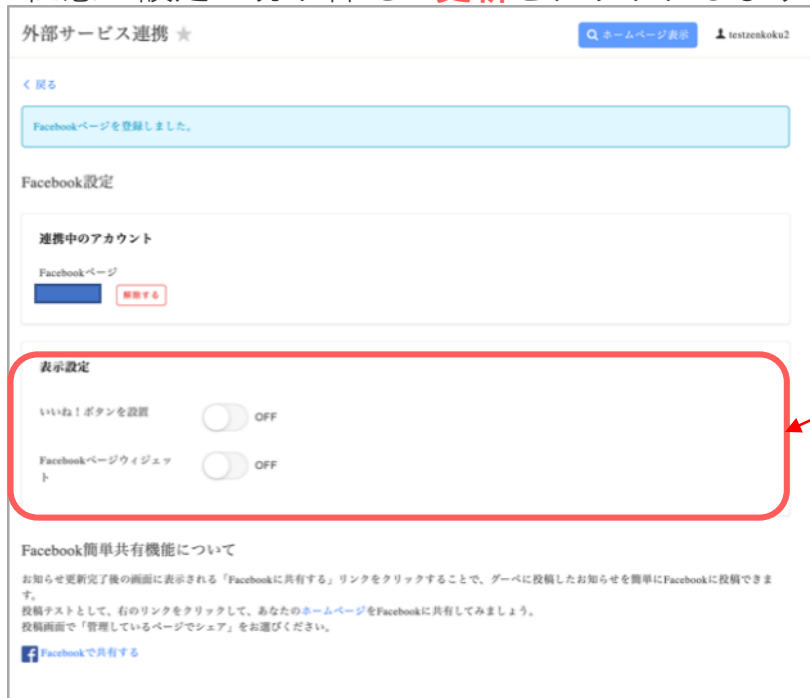 外部サービス連携 ★
ホームページ表示
testzenkoku2
く 戻る
Facebookページを登録しました。
Facebook設定
連携中のアカウント
Facebookページ
解除する
表示設定
いいね！ボタンを設置
OFF
Facebookページウィジェッ
ト
OFF
Facebook簡単共有機能について
お知らせ更新完了後の画面に表示される「Facebookに共有する」リンクをクリックすることで、グーペに投稿したお知らせを簡単にFacebookに投稿できま
す。
投稿テストとして、右のリンクをクリックして、あなたのホームページをFacebookに共有してみましょう。
投稿画面で「管理しているページでシェア」をお選びください。
Facebookで共有する